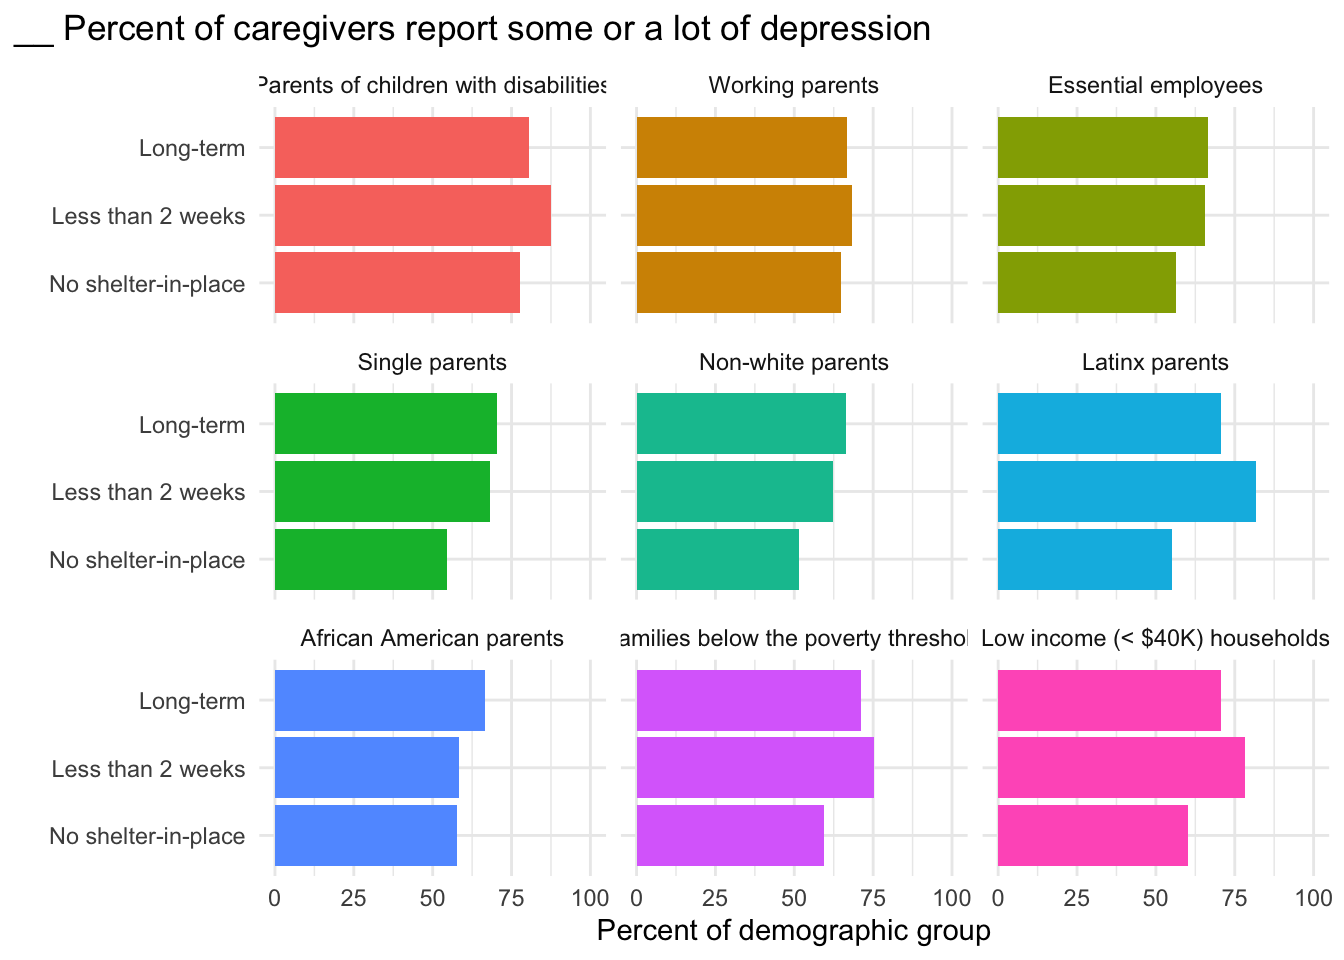 __ Percent of caregivers report some or a lot of depression
Parents of children with disabilities
Working parents
Essential employees
Long-term
Less than 2 weeks
No shelter-in-place
Single parents
Non-white parents
Latinx parents
Long-term
Less than 2 weeks
No shelter-in-place
African American parents
amilies below the poverty threshol
Low income (< $40K) households
Long-term
Less than 2 weeks
No shelter-in-place
0 25 50 75 100
0 25 50 75 100
0 25 50 75 100
Percent of demographic group